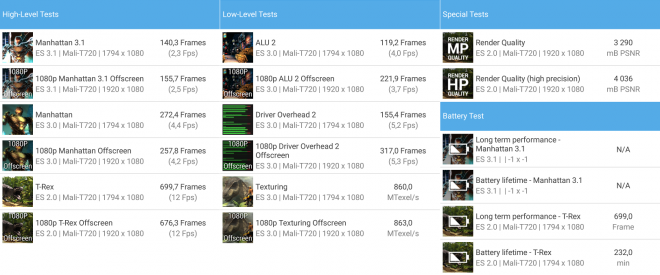 High-Level Tests
Manhattan 3.1
140,3 Frames
ES 3.1 | Mali-T720 | 1794 x 1080
(2,3 Fps)
1080P
Offscreen
1080p Manhattan 3.1 Offscreen
155,7 Frames
ES 3.1 | Mali-T720 | 1920 x 1080
(2,5 Fps)
Manhattan
272,4 Frames
ES 3.0 | Mali-T720 | 1794 x 1080
(4,4 Fps)
1080P
Offscreen
1080p Manhattan Offscreen
257,8 Frames
ES 3.0 | Mali-T720 | 1920 x 1080
(4,2 Fps)
T-Rex
699,7 Frames
ES 2.0 | Mali-T720 | 1794 x 1080
(12 Fps)
1080P
Offscreen
1080p T-Rex Offscreen
676,3 Frames
ES 2.0 | Mali-T720 | 1920 x 1080
(12 Fps)
Low-Level Tests
ALU 2
119,2 Frames
ES 3.0 | Mali-T720 | 1794 x 1080
(4,0 Fps)
1080P
Offscreen
1080p ALU 2 Offscreen
221,9 Frames
ES 3.0 | Mali-T720 | 1920 x 1080
(3,7 Fps)
Driver Overhead 2
155,4 Frames
ES 3.0 | Mali-T720 | 1794 x 1080
(5,2 Fps)
1080P
Offscreen
1080p Driver Overhead 2
Offscreen
317,0 Frames
ES 3.0 | Mali-T720 | 1920 x 1080
(5,3 Fps)
Texturing
860,0
ES 3.0 | Mali-T720 | 1794 x 1080
MTexel/s
1080P
Offscreen
1080p Texturing Offscreen
863,0
ES 3.0 | Mali-T720 | 1920 x 1080
MTexel/s
Special Tests
RENDER
MP
QUALITY
Render Quality
3 290
ES 2.0 | Mali-T720 | 1920 x 1080
mB PSNR
RENDER
HP
QUALITY
Render Quality (high precision)
4 036
ES 2.0 | Mali-T720 | 1920 x 1080
mB PSNR
Battery Test
Long term performance -
Manhattan 3.1
N/A
ES 3.1 | | -1 x -1
Battery lifetime - Manhattan 3.1
N/A
ES 3.1 | | -1 x -1
Long term performance - T-Rex
699,0
ES 2.0 | Mali-T720 | 1794 x 1080
Frame
Battery lifetime - T-Rex
232,0
ES 2.0 | Mali-T720 | 1794 x 1080
min